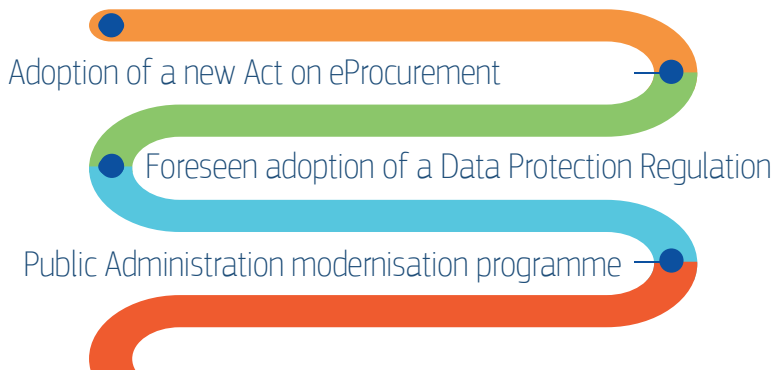 Adoption of a new Act on eProcurement
Foreseen adoption of a Data Protection Regulation
Public Administration modernisation programme